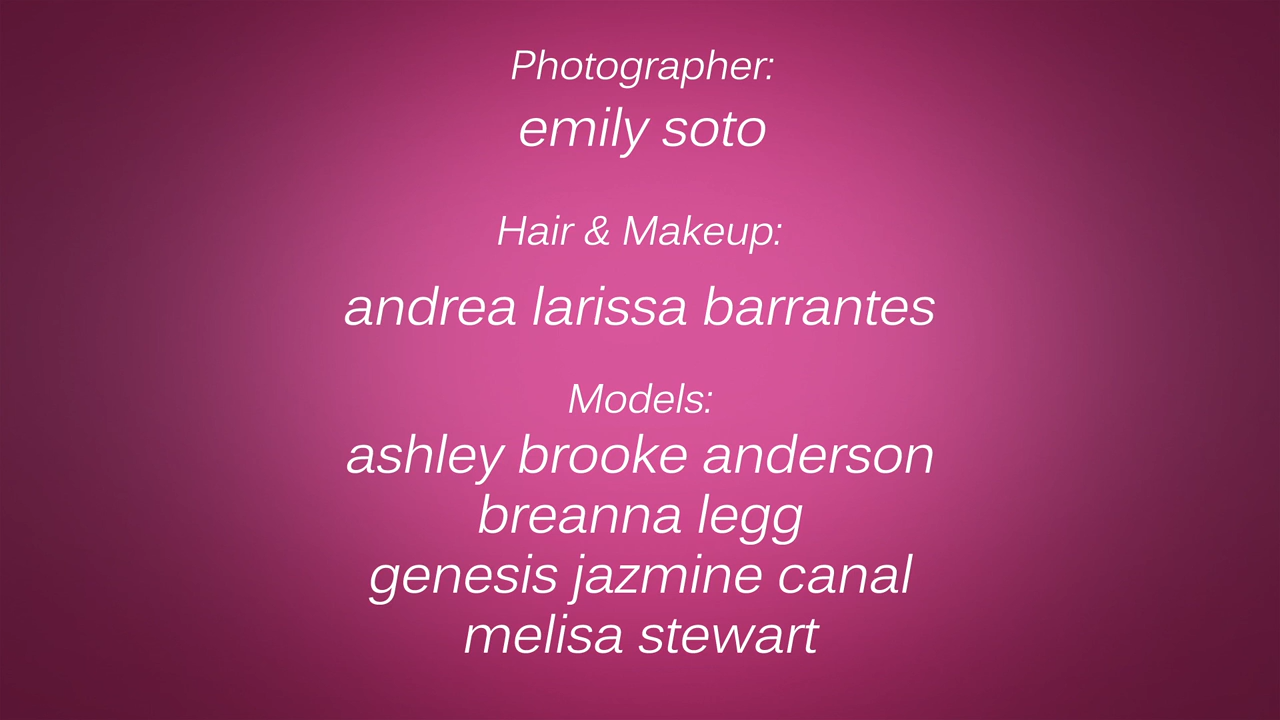 Photographer:
emily soto
Hair & Makeup:
andrea larissa barrantes
Models:
ashley brooke anderson
breanna legg
genesis jazmine canal
melisa stewart